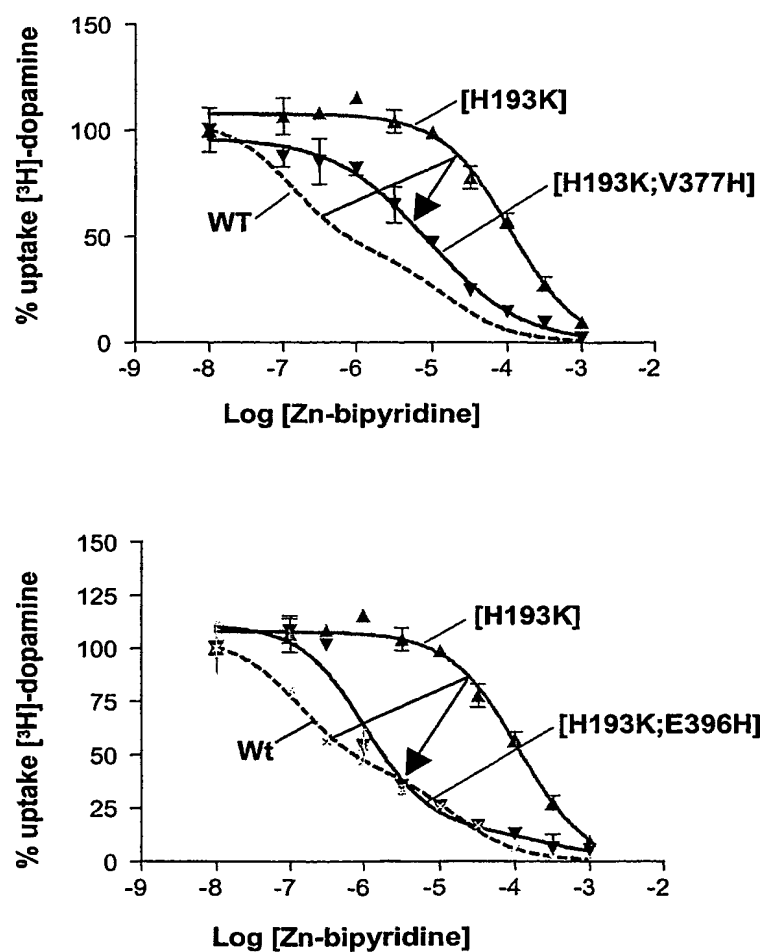 150
[H193K]
100
[H193K;V377H]
WT
50
0
-9 -8 -7 -6 -5 -4 -3 -2
% uptake [³H]-dopamine
Log [Zn-bipyridine]
150
125
[H193K]
100
75
[H193K;E396H]
Wt
50
25
0
-9 -8 -7 -6 -5 -4 -3 -2
% uptake [³H]-dopamine
Log [Zn-bipyridine]